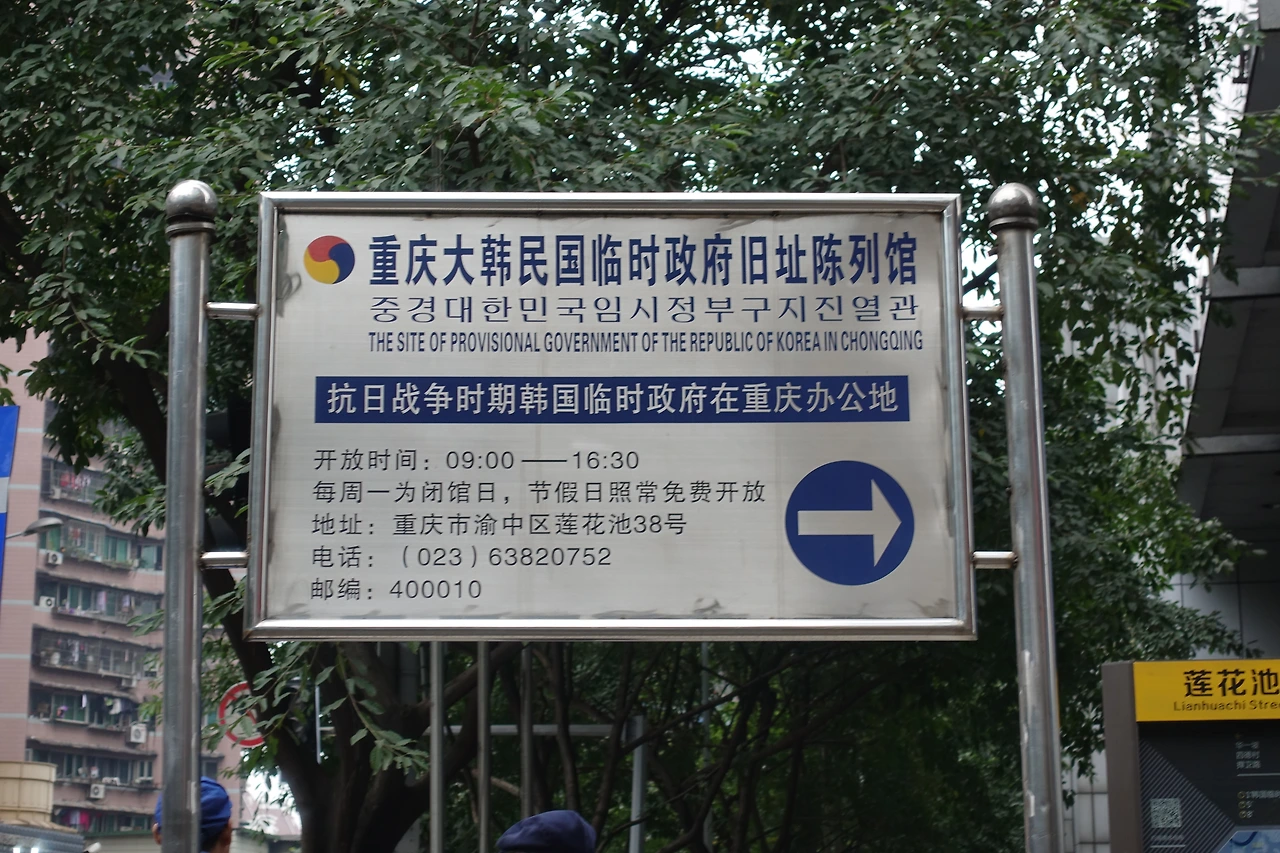 重庆大韩民国临时政府旧址陈列馆
중경대한민국임시정부구지진열관
THE SITE OF PROVISIONAL GOVERNMENT OF THE REPUBLIC OF KOREA IN CHONGQING
抗日战争时期韩国临时政府在重庆办公地
开放时间：09:00——16:30
每周一为闭馆日，节假日照常免费开放
地址：重庆市渝中区莲花池38号
电话：（023）63820752
邮编：400010
莲花池
Lianhuachi Stree